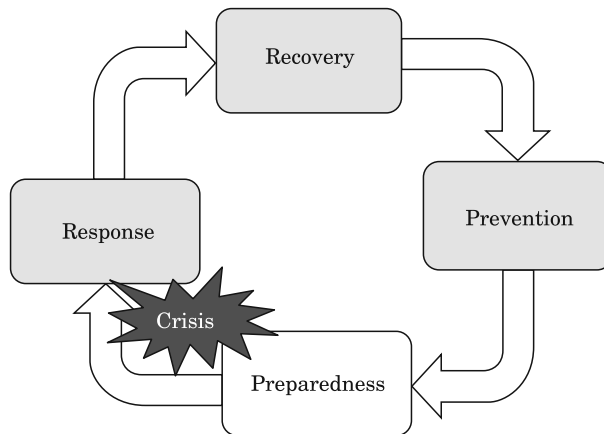 Recovery
Prevention
Response
Crisis
Preparedness